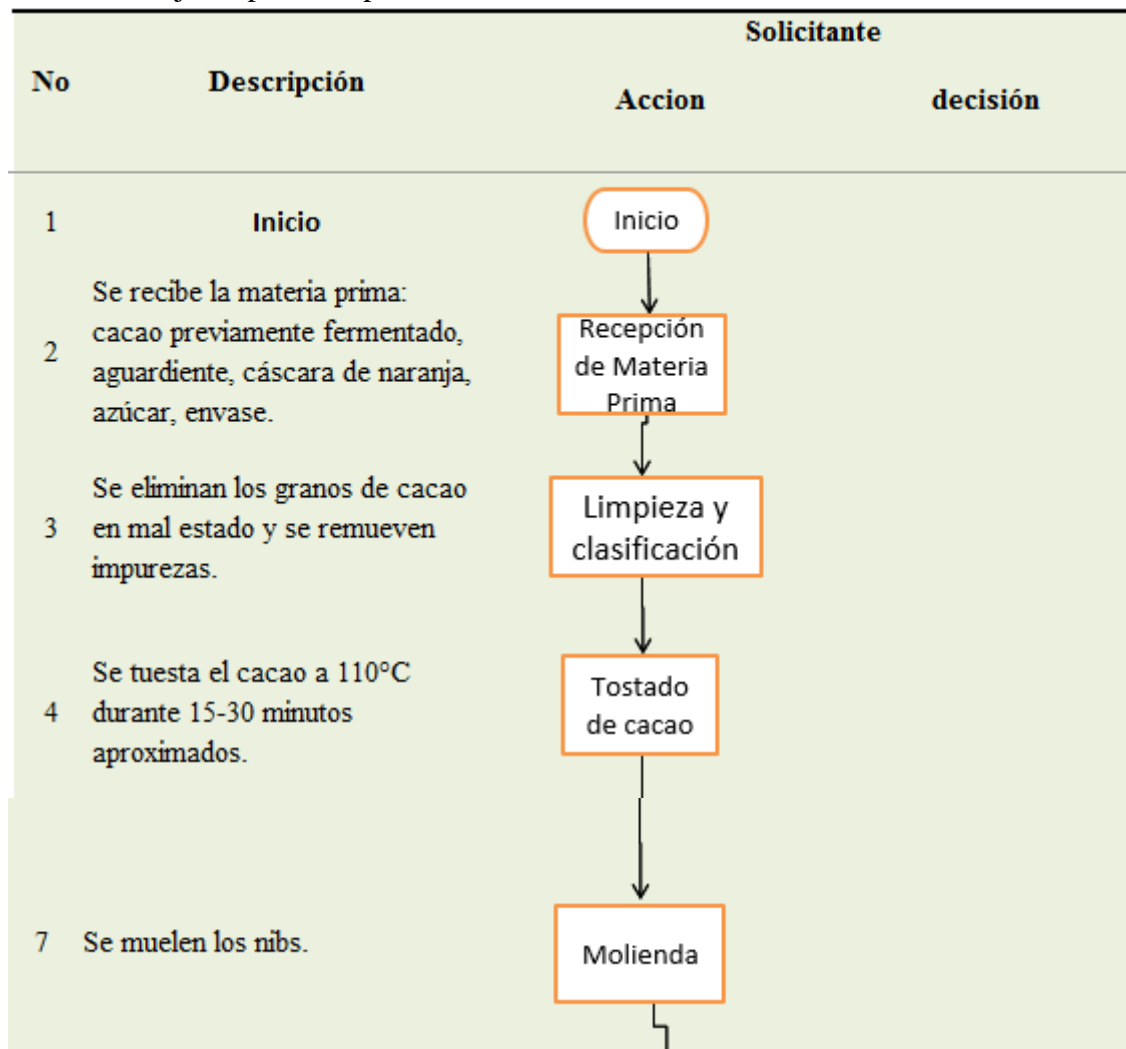 Solicitante
No Descripción Accion decisión
1 Inicio Inicio
Se recibe la materia prima:
cacao previamente fermentado,
2 aguardiente, cáscara de naranja,
azúcar, envase.
Recepción
de Materia
Prima
Se eliminan los granos de cacao
3 en mal estado y se remueven
impurezas.
Limpieza y
clasificación
Se tuesta el cacao a 110°C
4 durante 15-30 minutos
aproximados.
Tostado
de cacao
7 Se muelen los nibs. Molienda